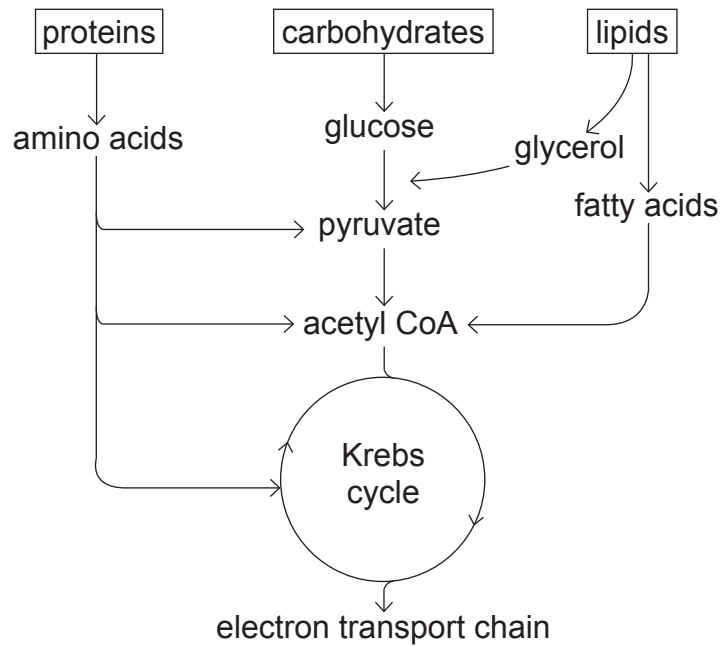 proteins
carbohydrates
lipids
amino acids
glucose
glycerol
fatty acids
pyruvate
acetyl CoA
Krebs
cycle
electron transport chain